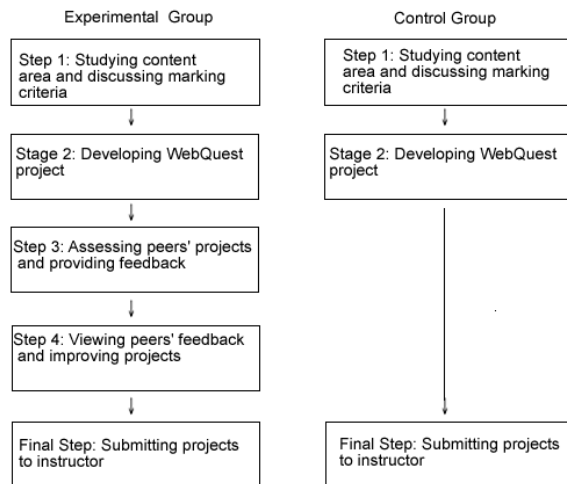 Experimental Group
Step 1: Studying content
area and discussing marking
criteria
Stage 2: Developing WebQuest
project
Step 3: Assessing peers' projects
and providing feedback
Step 4: Viewing peers' feedback
and improving projects
Final Step: Submitting projects
to instructor
Control Group
Step 1: Studying content
area and discussing marking
criteria
Stage 2: Developing WebQuest
project
Final Step: Submitting projects
to instructor